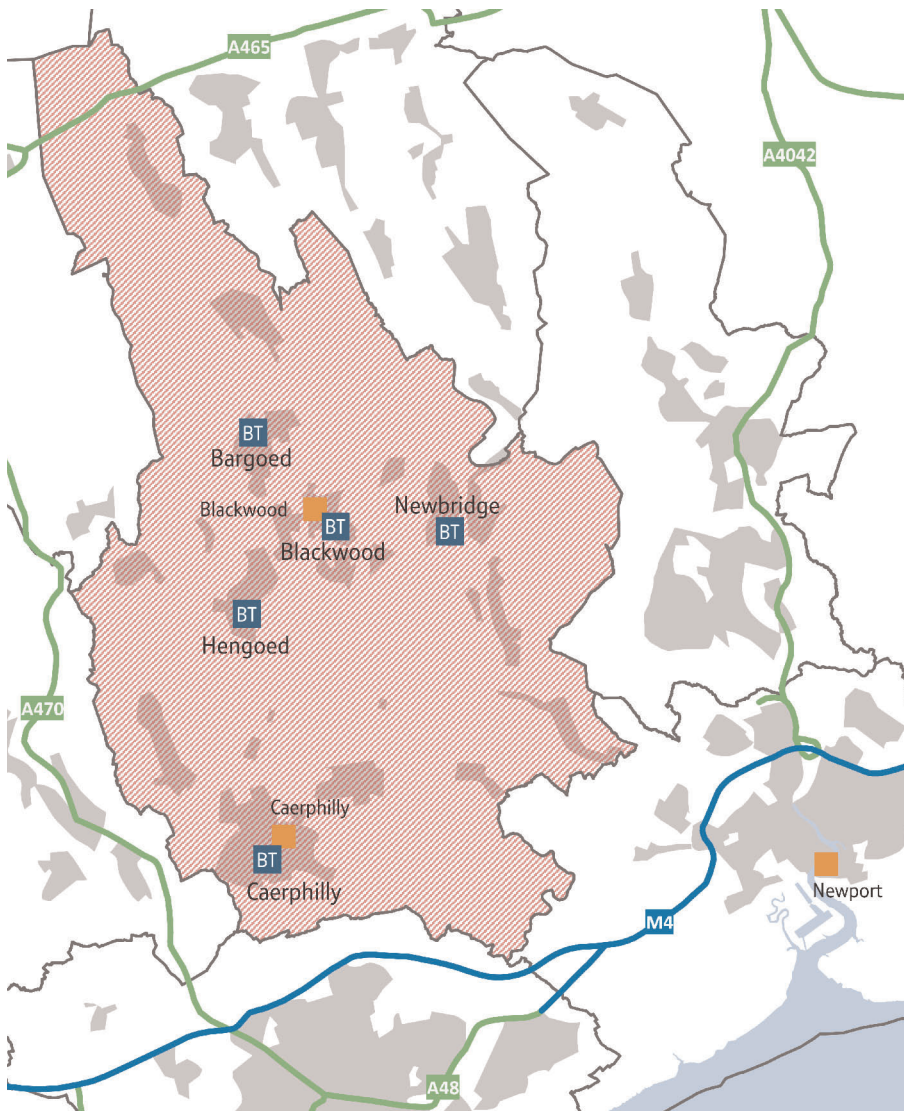 A465
A4042
BT
Bargoed
Blackwood
Newbridge
BT
BT
Blackwood
BT
Hengoed
A470
Caerphilly
BT
Caerphilly
Newport
M4
A48